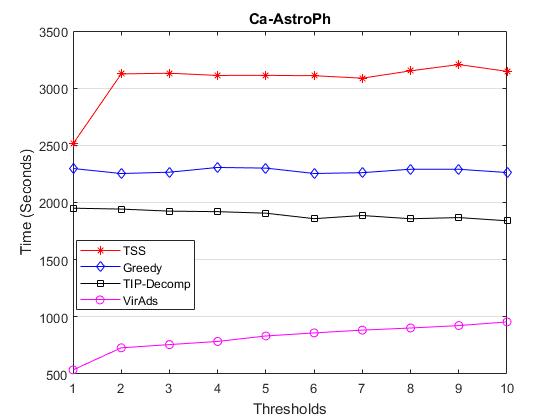 Ca-AstroPh
3500
3000
2500
2000
1500
1000
500
Time (Seconds)
TSS
Greedy
TIP-Decomp
VirAds
1 2 3 4 5 6 7 8 9 10
Thresholds